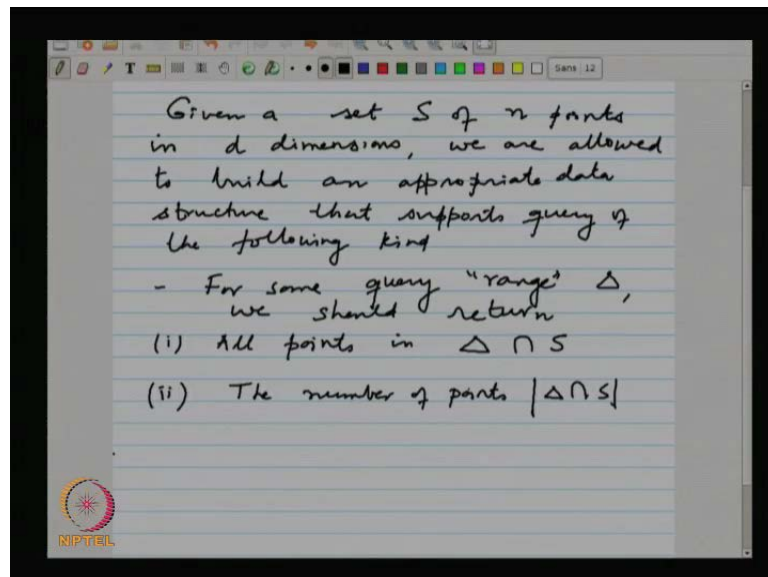 T
Sans 12
Given a set S of n points
in d dimensions, we are allowed
to build an appropriate data
structure that supports query of
the following kind
- For some query "range" Δ,
we should return
(i) All points in Δ ∩ S
(ii) The number of points |Δ ∩ S|
NPTEL